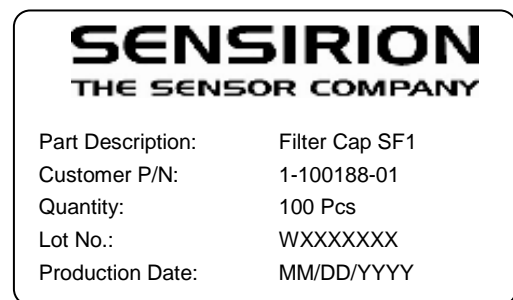 SENSIRION
THE SENSOR COMPANY
Part Description: Filter Cap SF1
Customer P/N: 1-100188-01
Quantity: 100 Pcs
Lot No.: WXXXXXXX
Production Date: MM/DD/YYYY